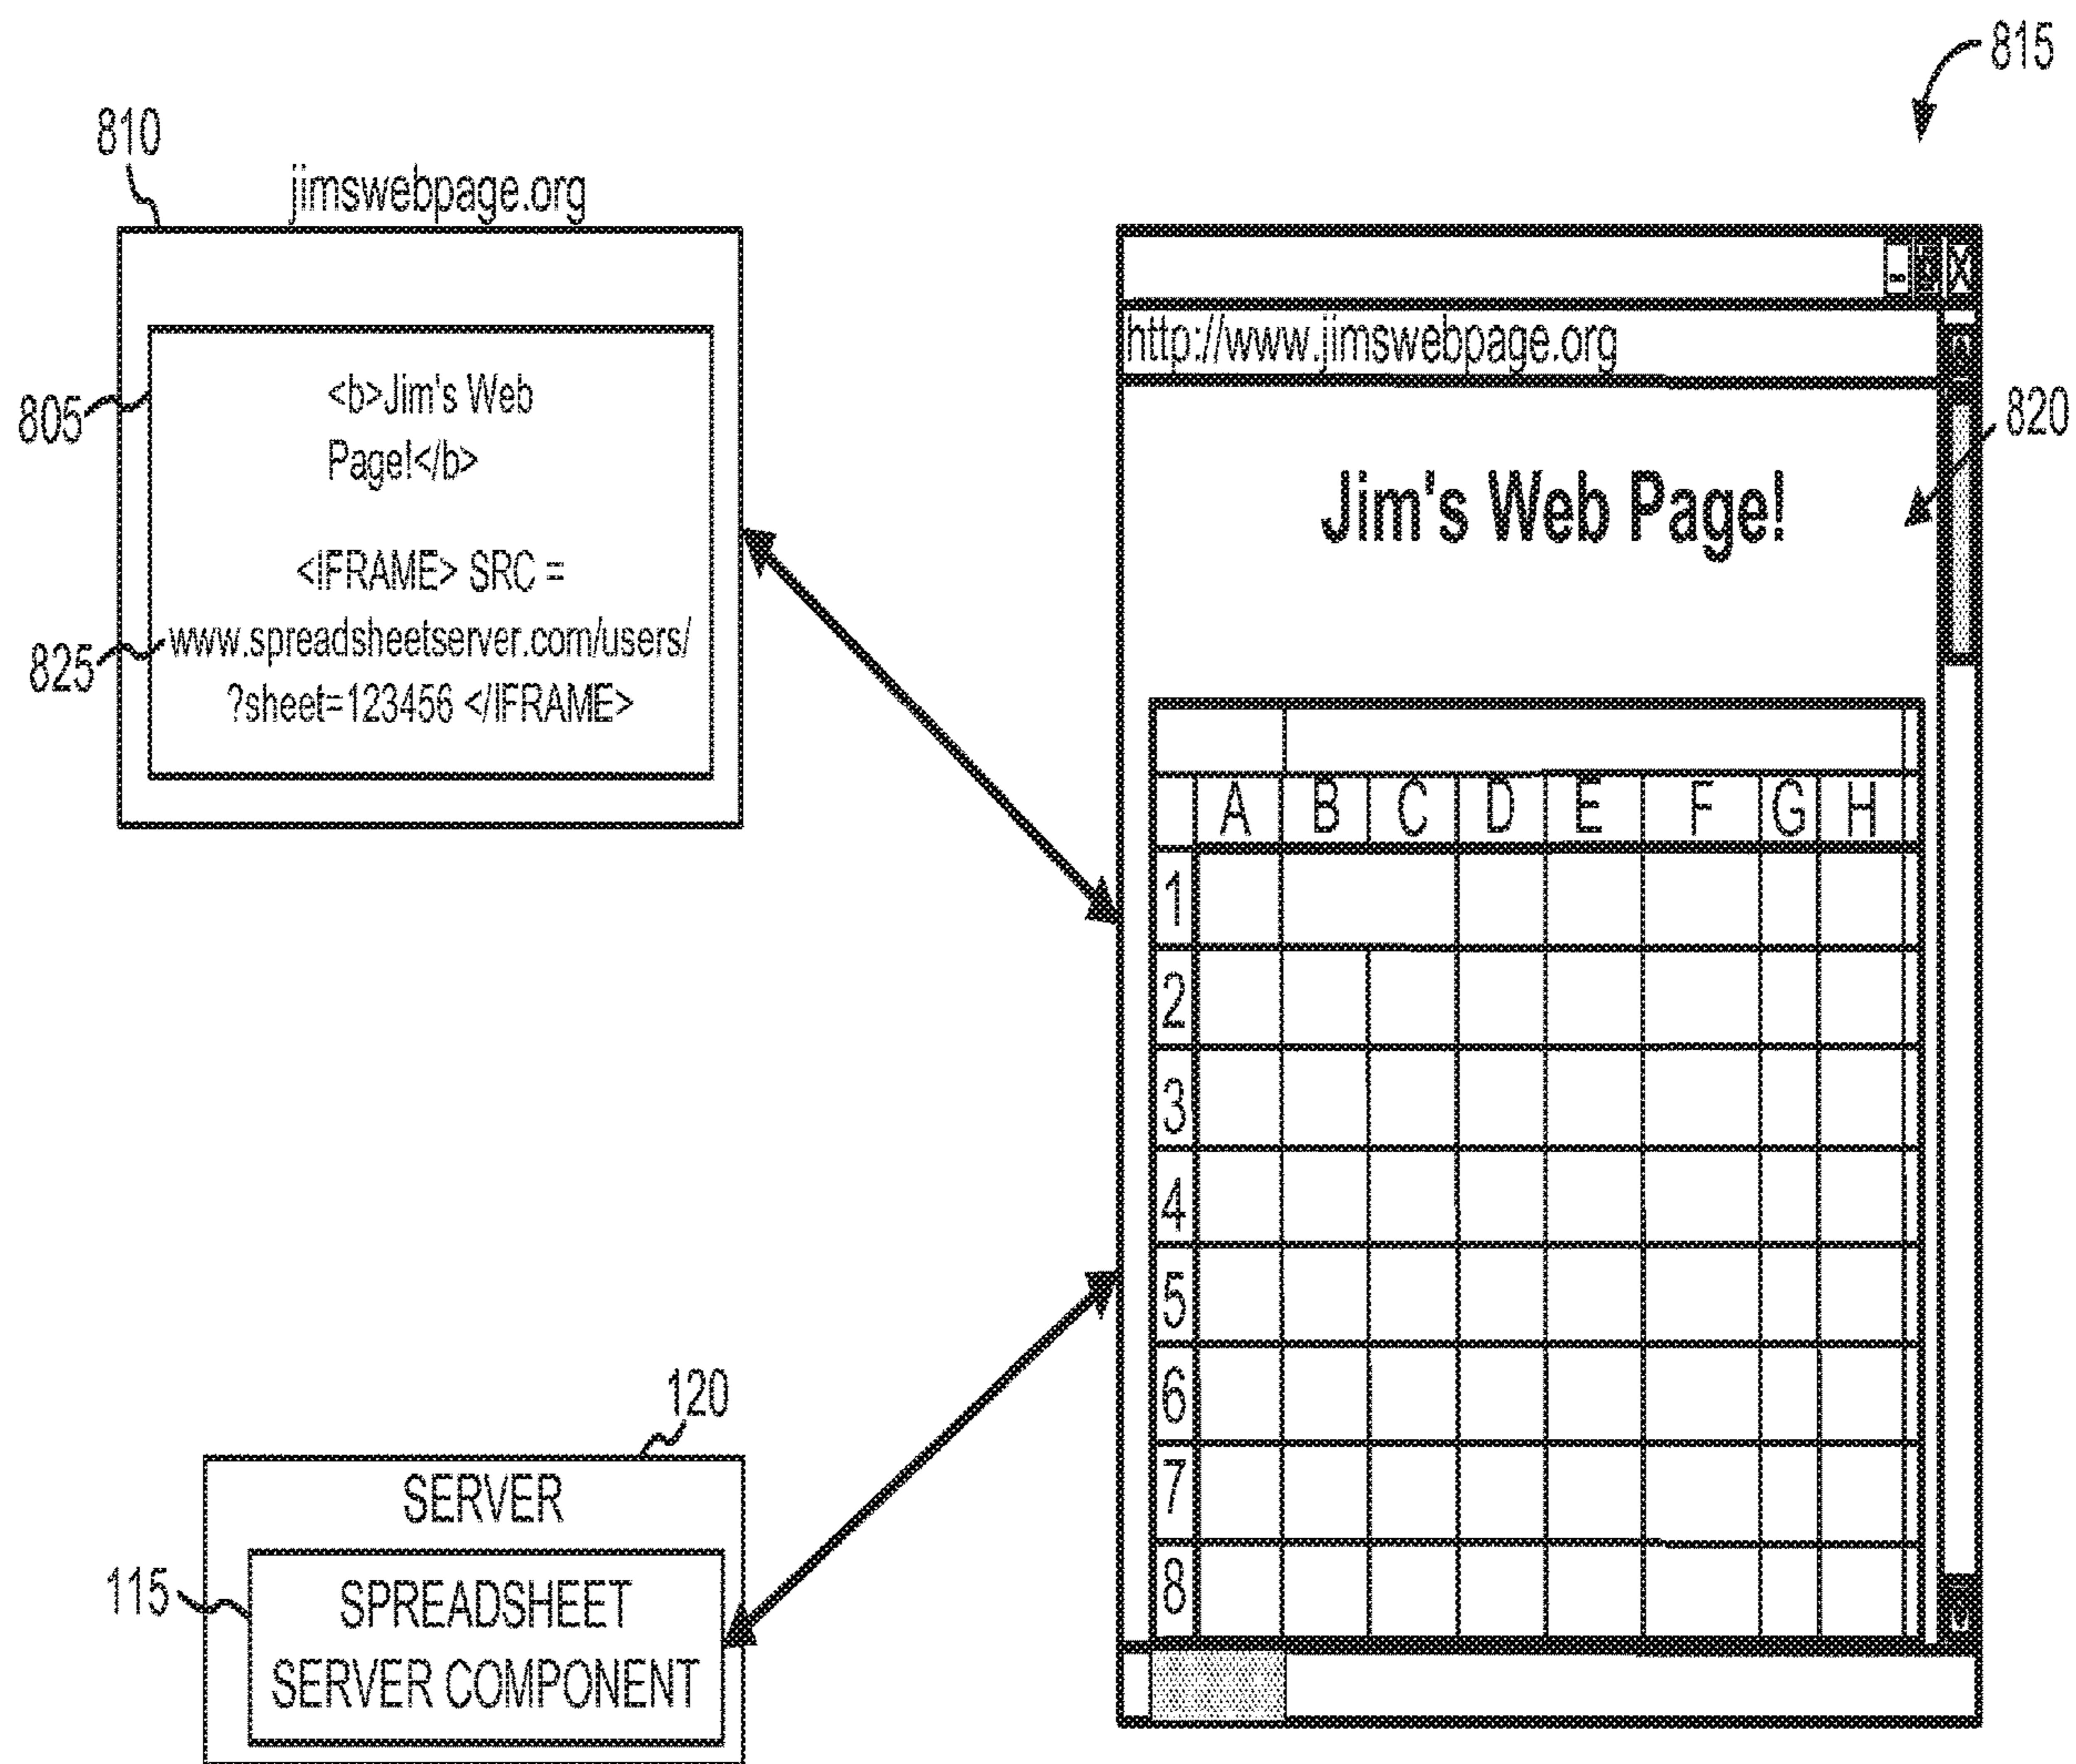 815
810
jimswebpage.org
805
<b>Jim's Web
Page!</b>
<IFRAME> SRC =
825
www.spreadsheetserver.com/users/
?sheet=123456 </IFRAME>
- X
http://www.jimswebpage.org
820
Jim's Web Page!
A B C D E F G H
1
2
3
4
5
6
7
8
120
SERVER
115
SPREADSHEET
SERVER COMPONENT